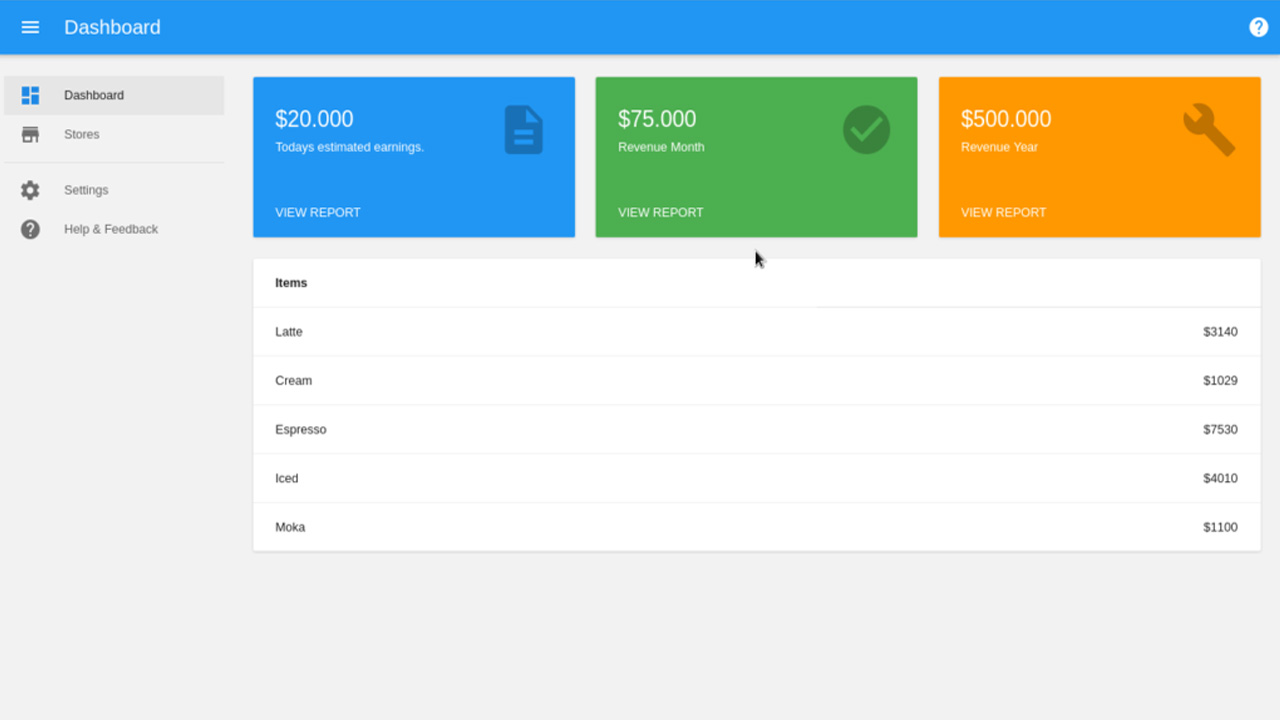 Dashboard
Dashboard
Stores
Settings
Help & Feedback
$20.000
Todays estimated earnings.
VIEW REPORT
$75.000
Revenue Month
VIEW REPORT
$500.000
Revenue Year
VIEW REPORT
Items
Latte $3140
Cream $1029
Espresso $7530
Iced $4010
Moka $1100